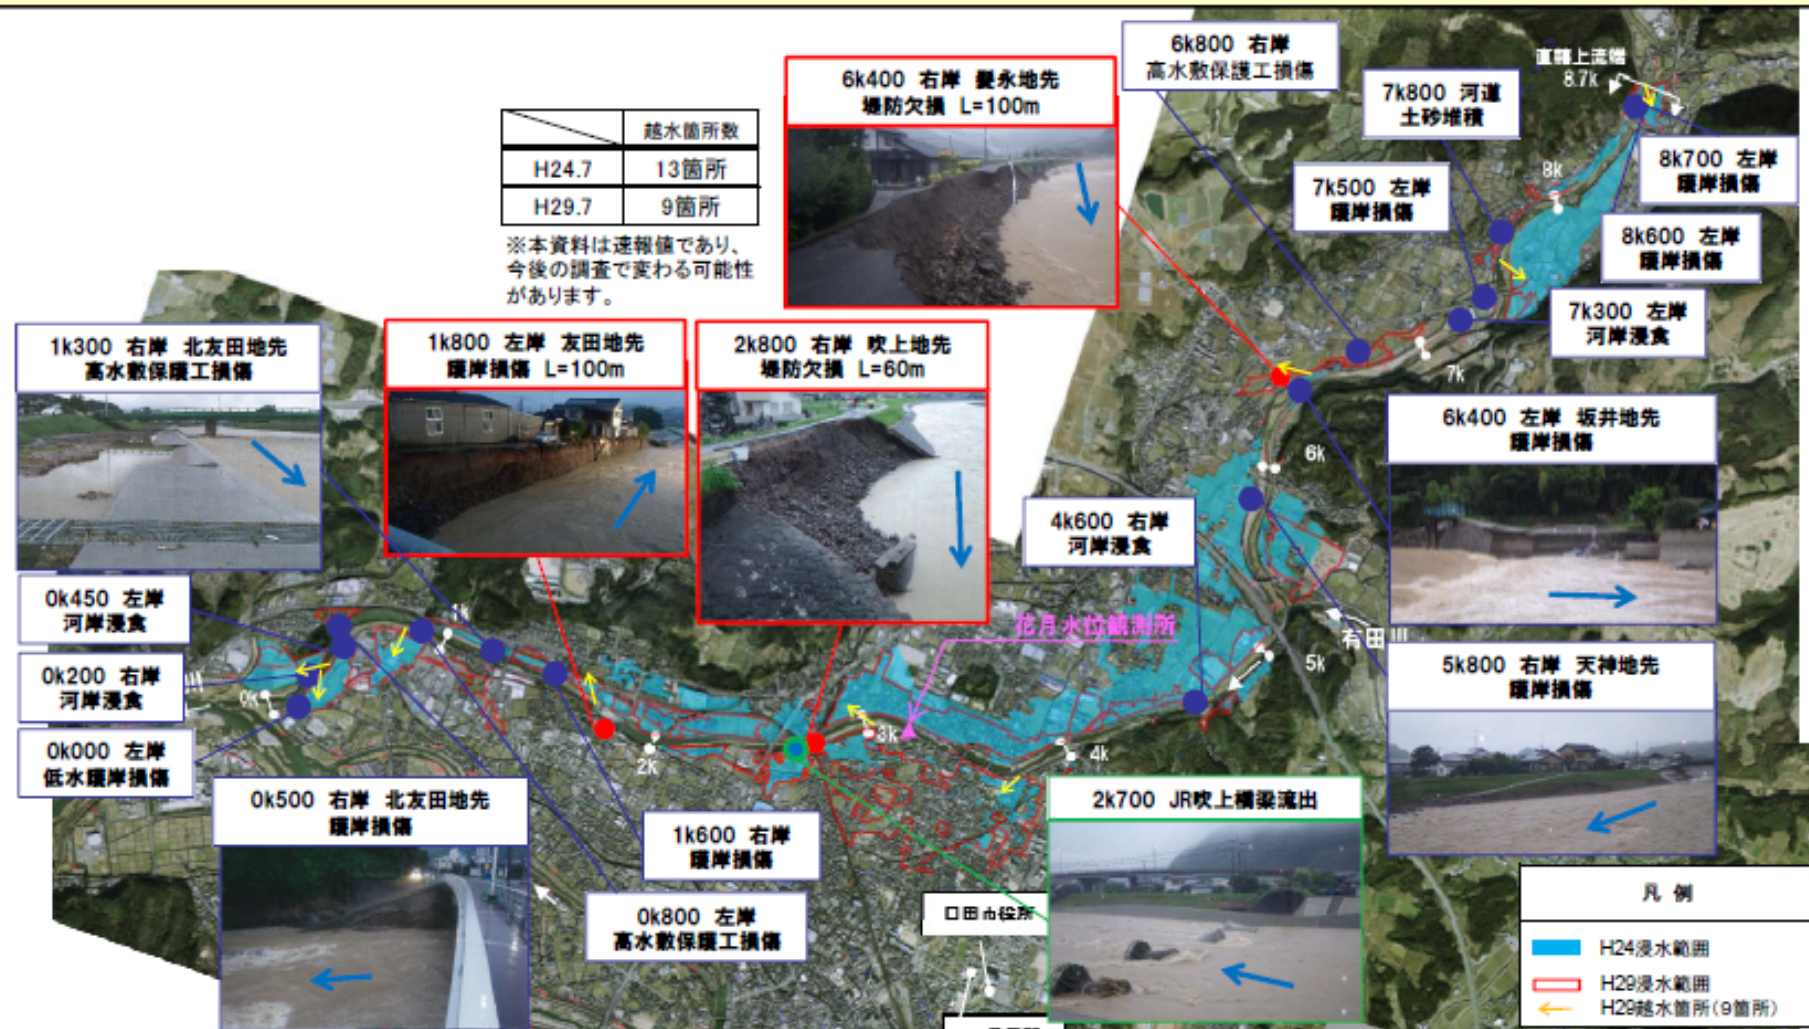 越水箇所数
H24.7 13箇所
H29.7 9箇所
※本資料は速報値であり、
今後の調査で変わる可能性
があります。
6k400 右岸 髪永地先
堤防欠損 L=100m
6k800 右岸
高水敷保護工損傷
7k800 河道
土砂堆積
直轄上流端
8.7k
8k700 左岸
護岸損傷
7k500 左岸
護岸損傷
8k
8k600 左岸
護岸損傷
7k300 左岸
河岸浸食
7k
1k300 右岸 北友田地先
高水敷保護工損傷
1k800 左岸 友田地先
護岸損傷 L=100m
2k800 右岸 吹上地先
堤防欠損 L=60m
6k400 左岸 坂井地先
護岸損傷
6k
4k600 右岸
河岸浸食
0k450 左岸
河岸浸食
1k
花月水位観測所
有田川
5k
5k800 右岸 天神地先
護岸損傷
0k200 右岸
河岸浸食
川
0k
0k000 左岸
低水護岸損傷
2k
3k
4k
0k500 右岸 北友田地先
護岸損傷
1k600 右岸
護岸損傷
2k700 JR吹上橋梁流出
0k800 左岸
高水敷保護工損傷
日田市役所
凡 例
H24浸水範囲
H29浸水範囲
H29越水箇所(9箇所)